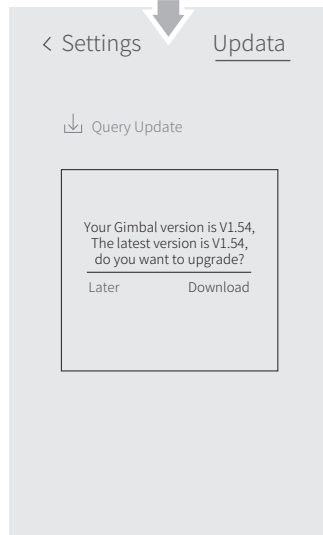 < Settings Updata
Query Update
Your Gimbal version is V1.54,
The latest version is V1.54,
do you want to upgrade?
Later Download